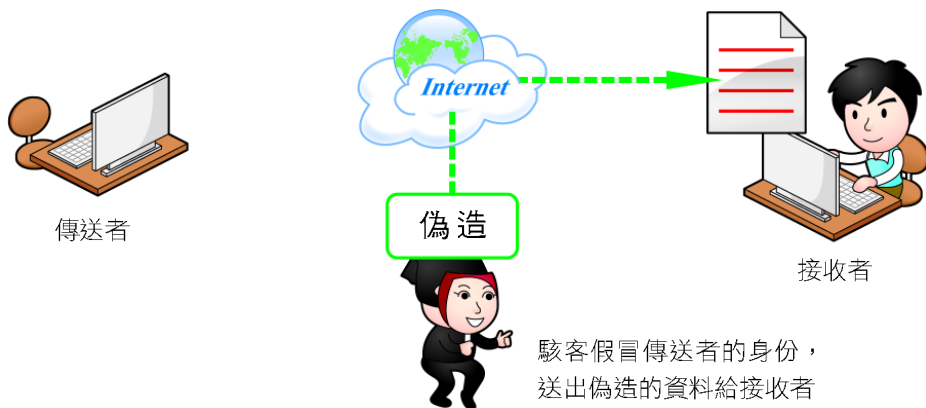 Internet
傳送者
偽造
接收者
駭客假冒傳送者的身份，
送出偽造的資料給接收者